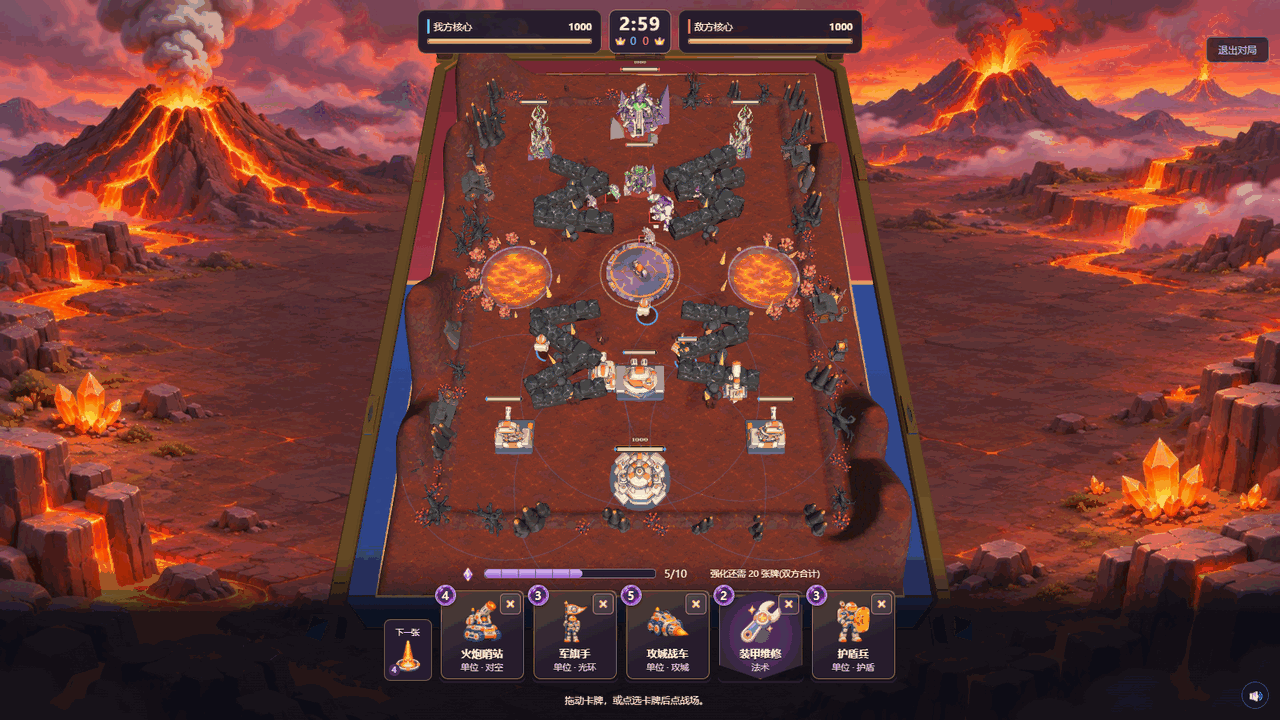 我方核心 1000
2:59
0 0
敌方核心 1000
退出对局
1000
5/10
强化还需 20 张牌(双方合计)
下一张
4
4
火炮哨站
单位 · 对空
3
军旗手
单位 · 光环
5
攻城战车
单位 · 攻城
2
装甲维修
法术
3
护盾兵
单位 · 护盾
拖动卡牌，或点选卡牌后点战场。